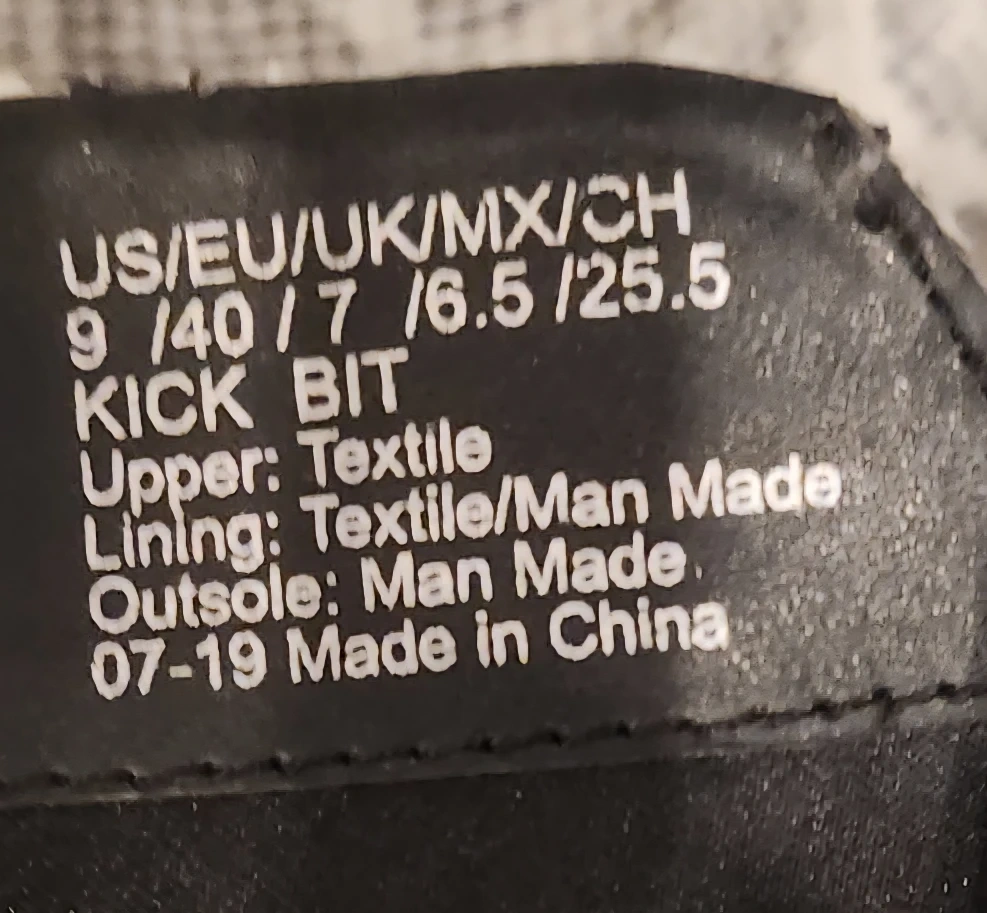 US/EU/UK/MX/CH
9 /40 / 7 /6.5 /25.5
KICK BIT
Upper: Textile
Lining: Textile/Man Made
Outsole: Man Made
07-19 Made in China